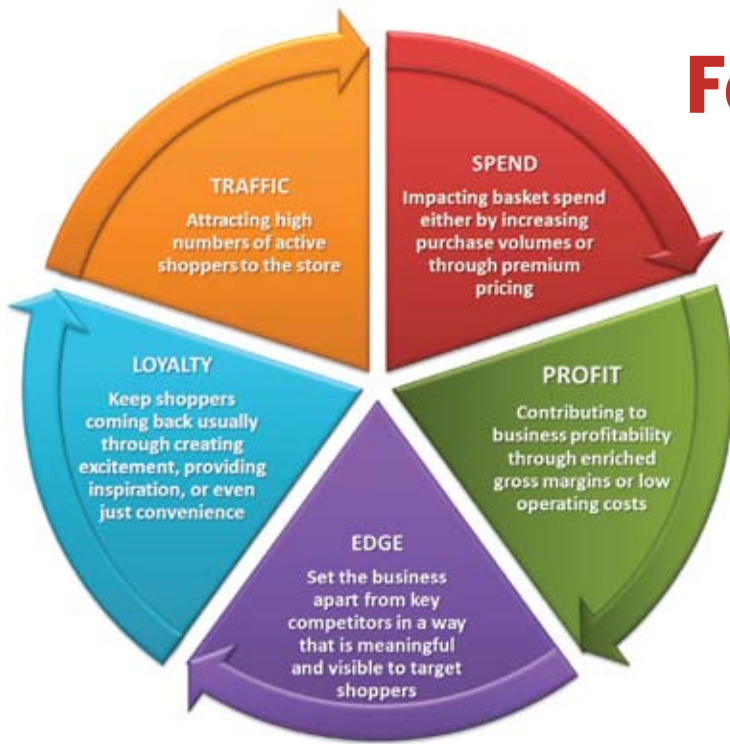 TRAFFIC
Attracting high
numbers of active
shoppers to the store
SPEND
Impacting basket spend
either by increasing
purchase volumes or
through premium
pricing
PROFIT
Contributing to
business profitability
through enriched
gross margins or low
operating costs
EDGE
Set the business
apart from key
competitors in a way
that is meaningful
and visible to target
shoppers
LOYALTY
Keep shoppers
coming back usually
through creating
excitement, providing
inspiration, or even
just convenience